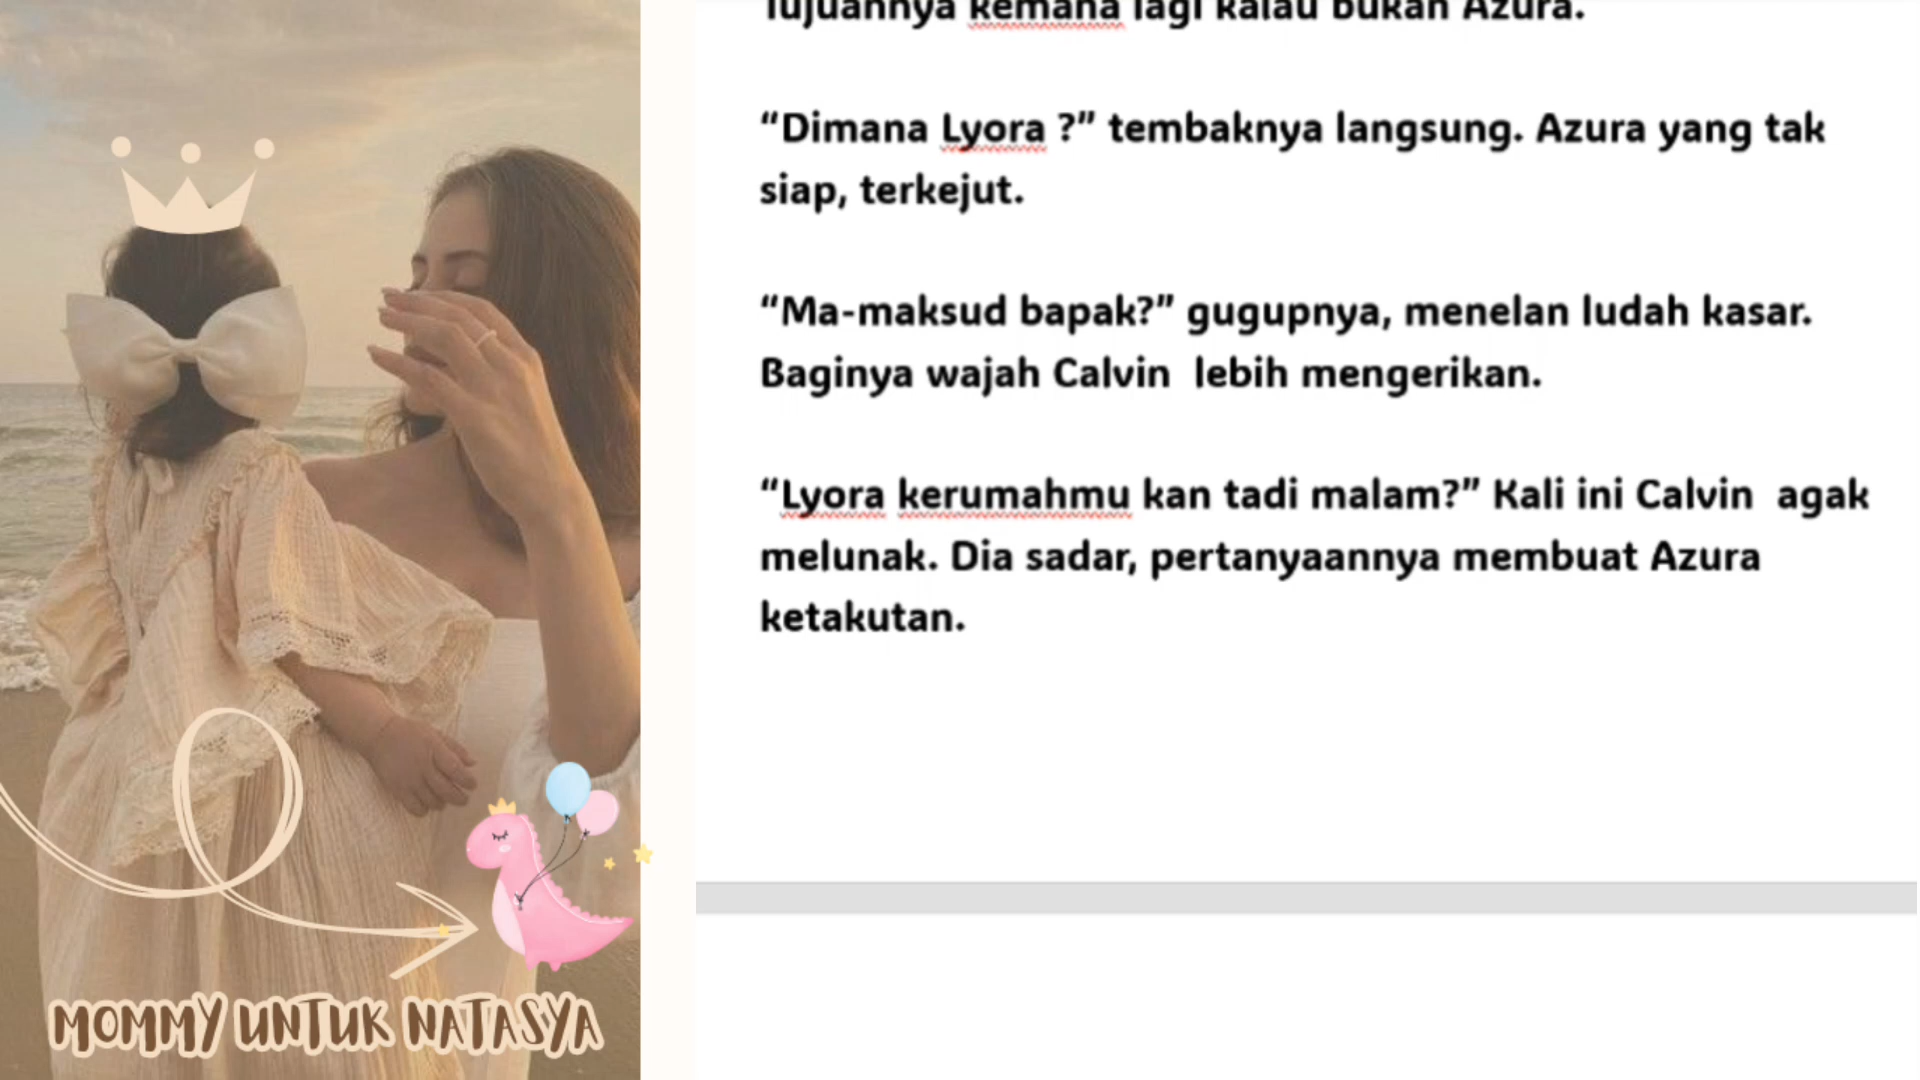 Tujuannya kemana lagi kalau bukan Azura.
“Dimana Lyora ?” tembaknya langsung. Azura yang tak
siap, terkejut.
“Ma-maksud bapak?” gugupnya, menelan ludah kasar.
Baginya wajah Calvin  lebih mengerikan.
“Lyora kerumahmu kan tadi malam?” Kali ini Calvin  agak
melunak. Dia sadar, pertanyaannya membuat Azura
ketakutan.
MOMMY UNTUK NATASYA